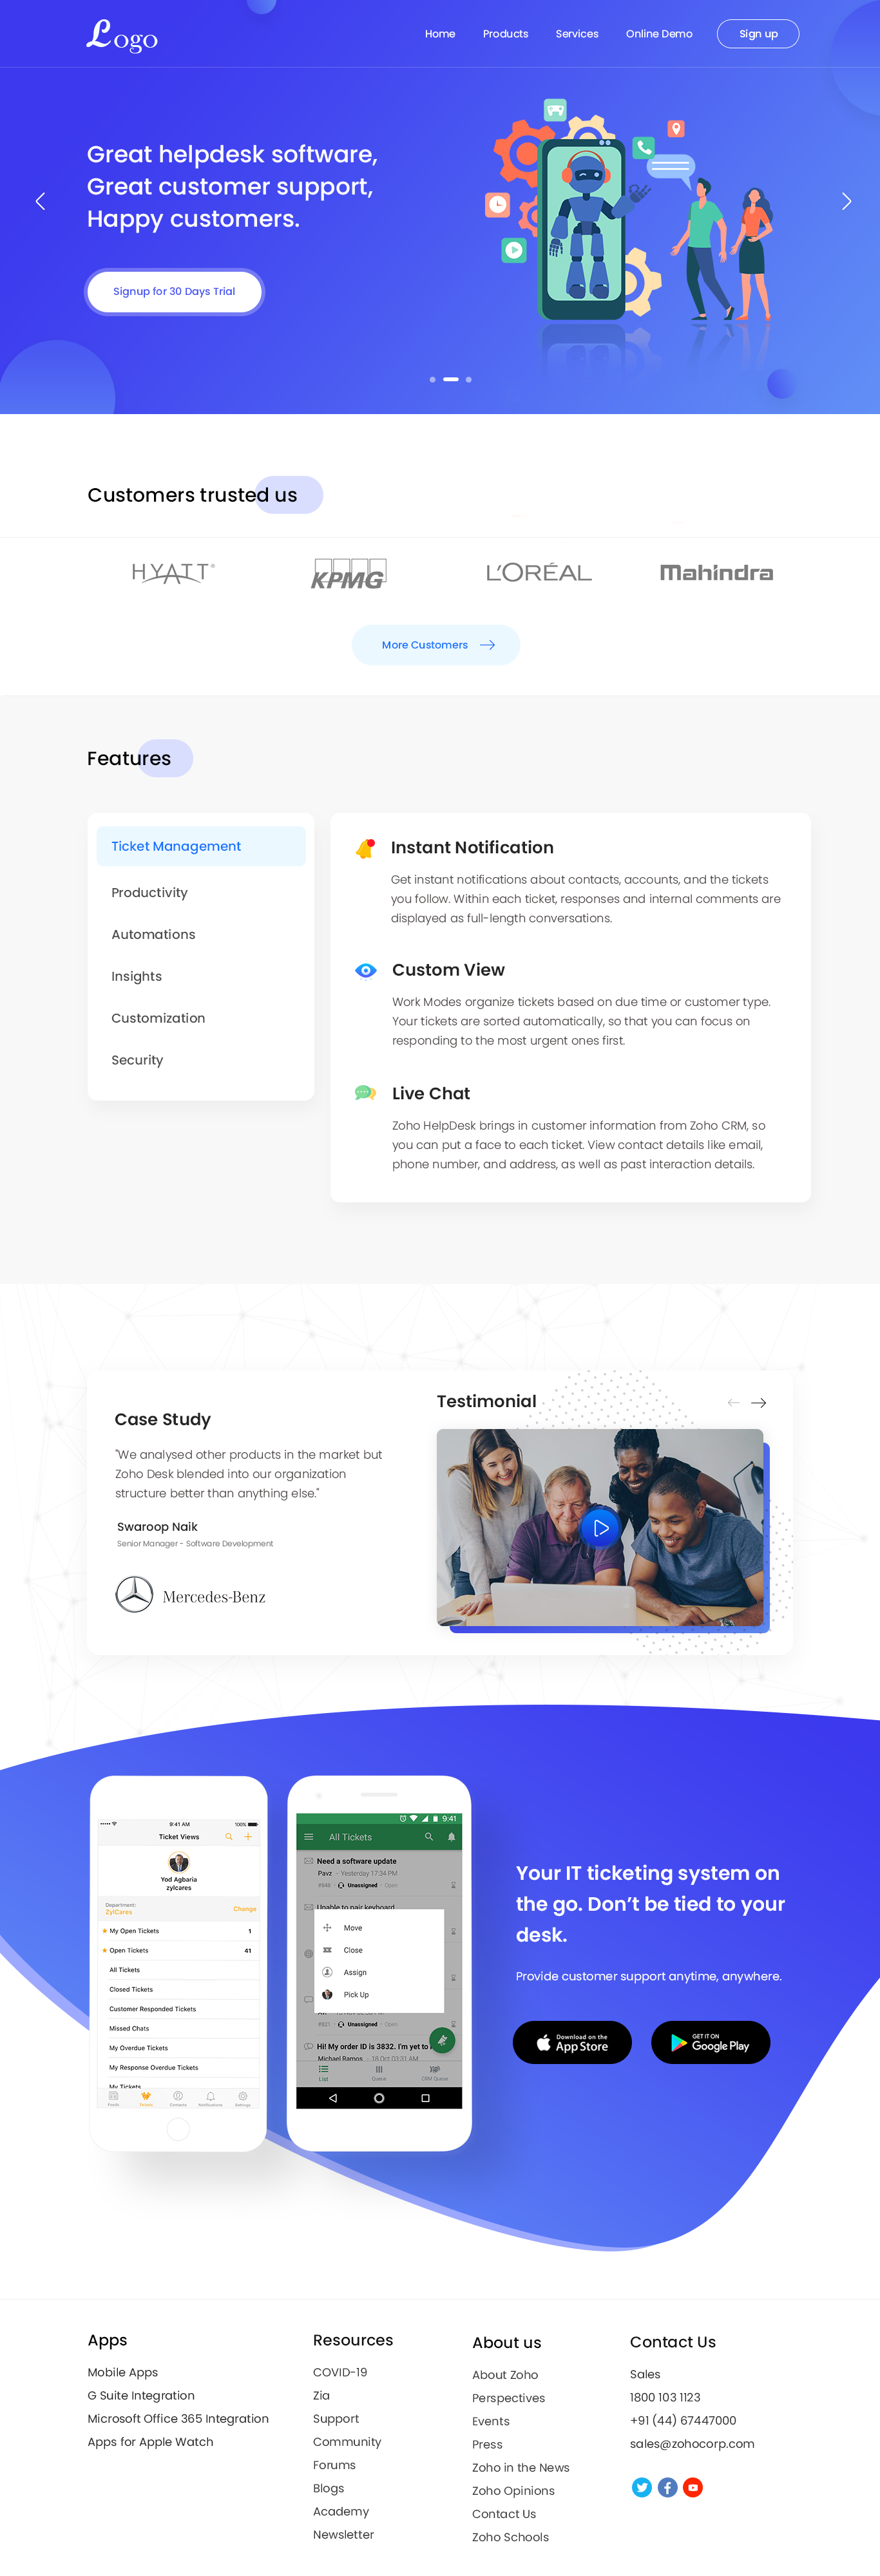 Logo
Home
Products
Services
Online Demo
Sign up
Great helpdesk software,
Great customer support,
Happy customers.
Signup for 30 Days Trial
Customers trusted us
HYATT®
KPMG
L'ORÉAL
Mahindra
More Customers
Features
Ticket Management
Productivity
Automations
Insights
Customization
Security
Instant Notification
Get instant notifications about contacts, accounts, and the tickets
you follow. Within each ticket, responses and internal comments are
displayed as full-length conversations.
Custom View
Work Modes organize tickets based on due time or customer type.
Your tickets are sorted automatically, so that you can focus on
responding to the most urgent ones first.
Live Chat
Zoho HelpDesk brings in customer information from Zoho CRM, so
you can put a face to each ticket. View contact details like email,
phone number, and address, as well as past interaction details.
Case Study
"We analysed other products in the market but
Zoho Desk blended into our organization
structure better than anything else."
Swaroop Naik
Senior Manager - Software Development
Mercedes-Benz
Testimonial
9:41 AM
100%
Ticket Views
Yod Agbaria
zylcares
Department:
ZylCares
Change
My Open Tickets
1
Open Tickets
41
All Tickets
Closed Tickets
Customer Responded Tickets
Missed Chats
My Overdue Tickets
My Response Overdue Tickets
My Tickets
Feeds
Tickets
Contacts
Notifications
Settings
9:41
All Tickets
Need a software update
Pavz · Yesterday 17:34 PM
#848 · Unassigned · Open
Unable to pair keyboard
Move
Close
Assign
Pick Up
#821 · Unassigned · Open
Hi! My order ID is 3832. I'm yet to
Michael Ramos · 18 Oct 03:31 AM
List
Queue
CRM Queue
Your IT ticketing system on
the go. Don't be tied to your
desk.
Provide customer support anytime, anywhere.
Download on the
App Store
GET IT ON
Google Play
Apps
Mobile Apps
G Suite Integration
Microsoft Office 365 Integration
Apps for Apple Watch
Resources
COVID-19
Zia
Support
Community
Forums
Blogs
Academy
Newsletter
About us
About Zoho
Perspectives
Events
Press
Zoho in the News
Zoho Opinions
Contact Us
Zoho Schools
Contact Us
Sales
1800 103 1123
+91 (44) 67447000
sales@zohocorp.com